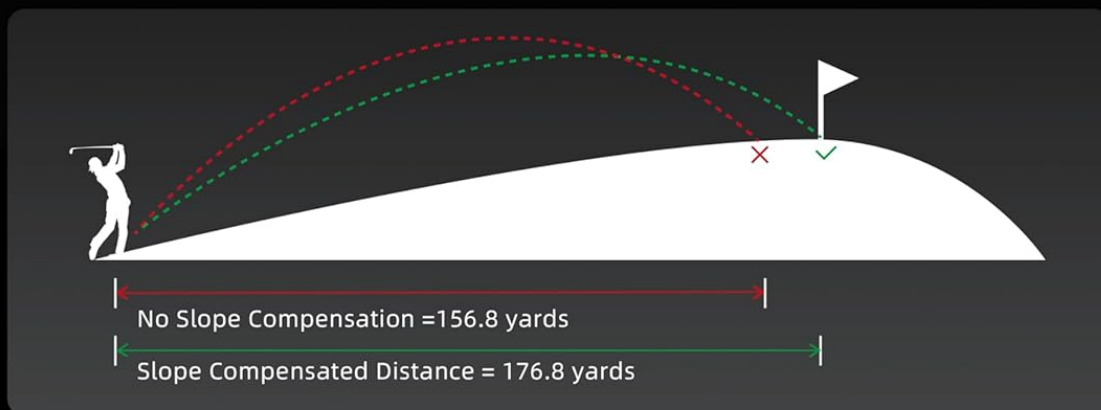 No Slope Compensation =156.8 yards
Slope Compensated Distance = 176.8 yards